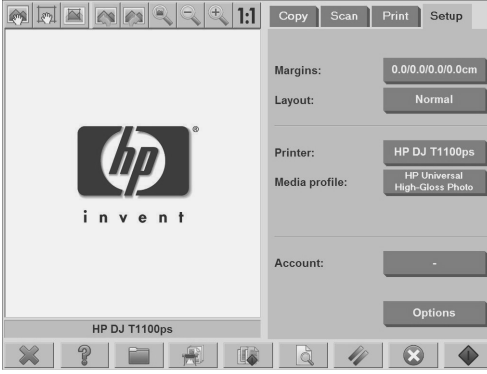 1:1
Copy
Scan
Print
Setup
Margins:
0.0/0.0/0.0/0.0cm
Layout:
Normal
hp
®
invent
Printer:
HP DJ T1100ps
Media profile:
HP Universal
High-Gloss Photo
Account:
-
Options
HP DJ T1100ps
?